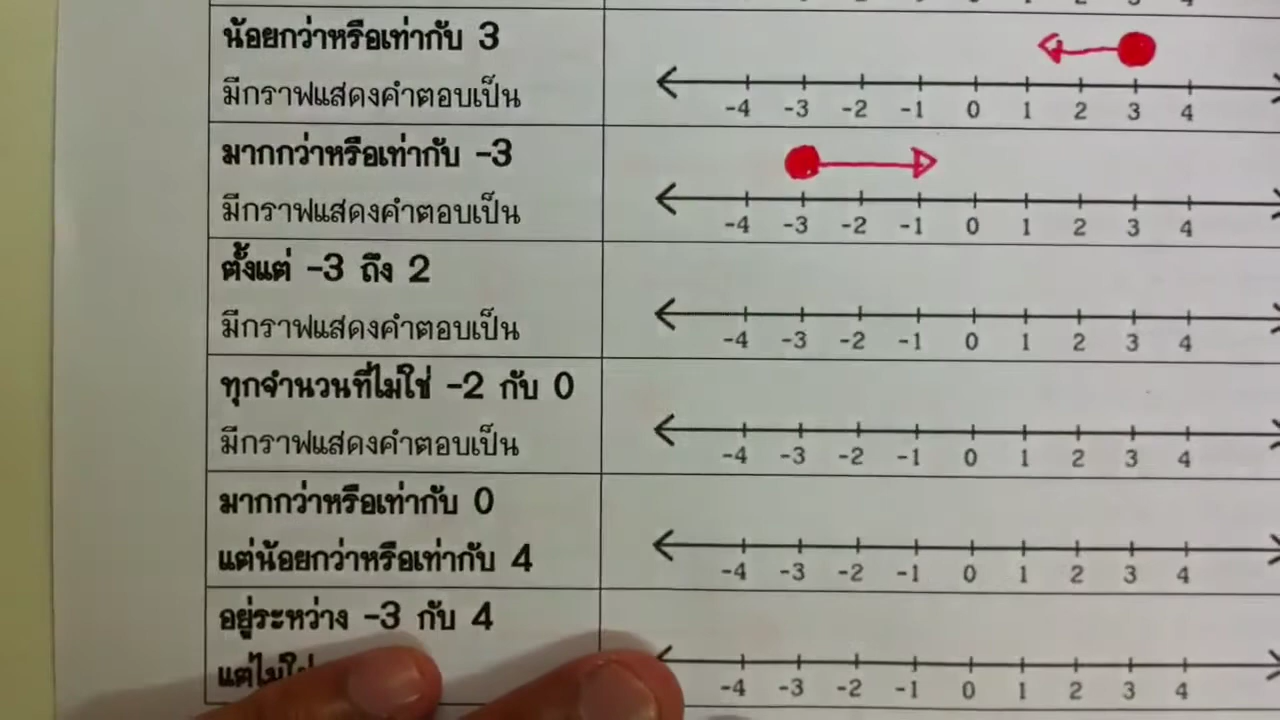 น้อยกว่าหรือเท่ากับ 3
มีกราฟแสดงคำตอบเป็น
-4 -3 -2 -1 0 1 2 3 4
มากกว่าหรือเท่ากับ -3
มีกราฟแสดงคำตอบเป็น
-4 -3 -2 -1 0 1 2 3 4
ตั้งแต่ -3 ถึง 2
มีกราฟแสดงคำตอบเป็น
-4 -3 -2 -1 0 1 2 3 4
ทุกจำนวนที่ไม่ใช่ -2 กับ 0
มีกราฟแสดงคำตอบเป็น
-4 -3 -2 -1 0 1 2 3 4
มากกว่าหรือเท่ากับ 0
แต่น้อยกว่าหรือเท่ากับ 4
-4 -3 -2 -1 0 1 2 3 4
อยู่ระหว่าง -3 กับ 4
แต่ไม่ใช่
-4 -3 -2 -1 0 1 2 3 4